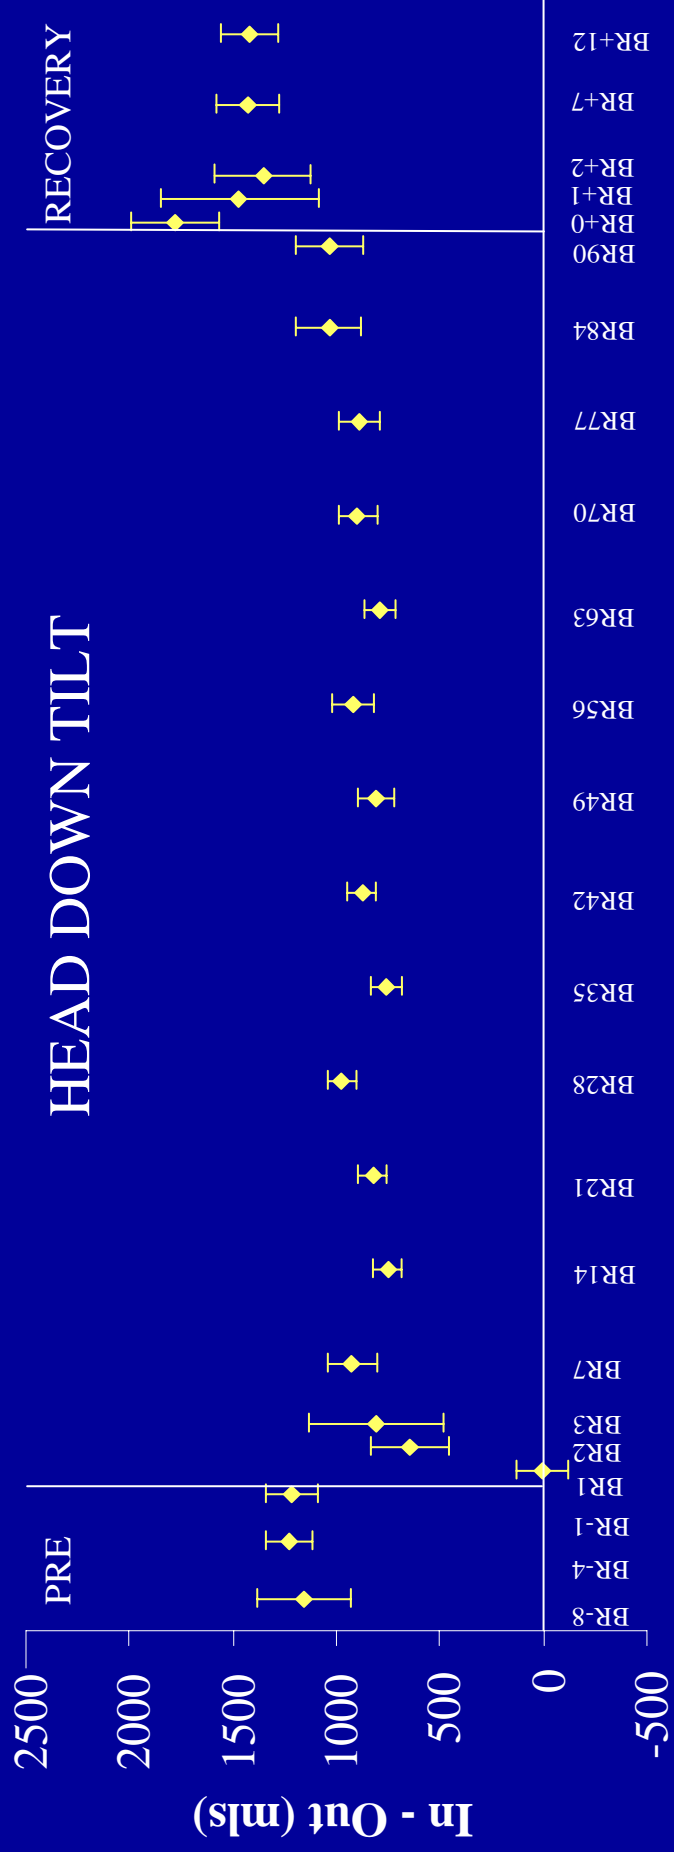 PRE
HEAD DOWN TILT
RECOVERY
In - Out (mls)
2500
2000
1500
1000
500
0
-500
BR-8
BR-4
BR-1
BR1
BR2
BR3
BR7
BR14
BR21
BR28
BR35
BR42
BR49
BR56
BR63
BR70
BR77
BR84
BR90
BR+0
BR+1
BR+2
BR+7
BR+12